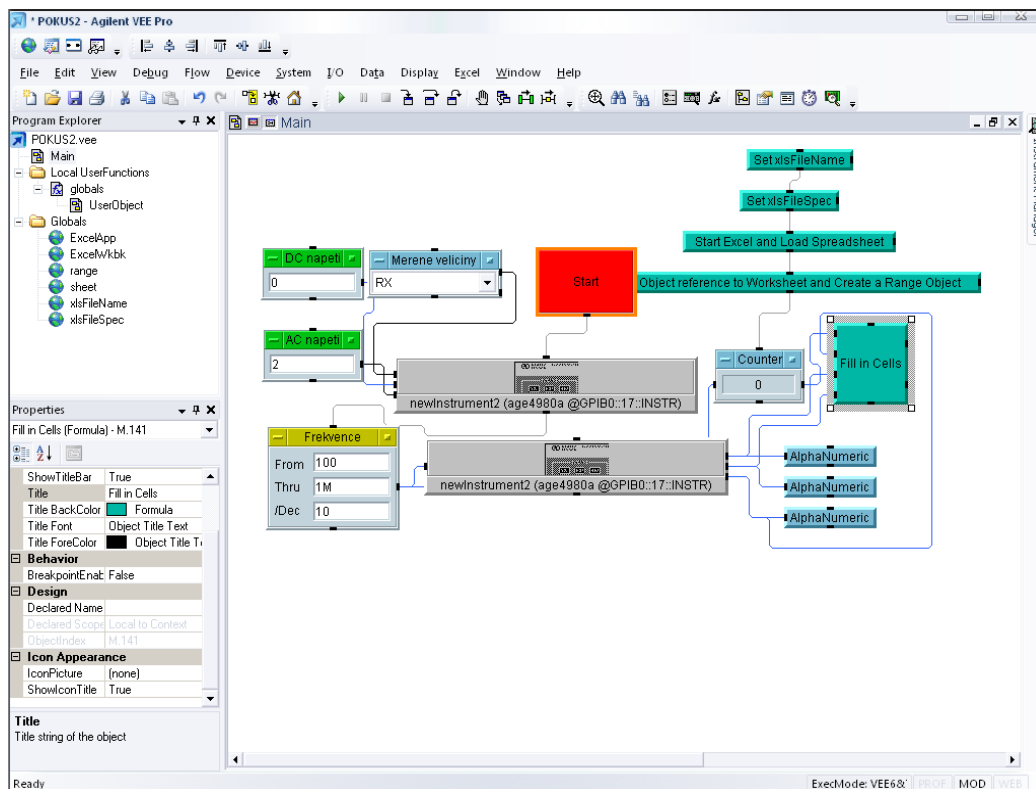 * POKUS2 - Agilent VEE Pro
File Edit View Debug Flow Device System I/O Data Display Excel Window Help
Program Explorer
POKUS2.vee
Main
Local UserFunctions
globals
UserObject
Globals
ExcelApp
ExcelWkbk
range
sheet
xlsFileName
xlsFileSpec
Properties
Fill in Cells (Formula) - M.141
ShowTitleBar True
Title Fill in Cells
Title BackColor Formula
Title Font Object Title Text
Title ForeColor Object Title T
Behavior
BreakpointEnab False
Design
Declared Name
Declared Scope Local to Context
ObjectIndex M.141
Icon Appearance
IconPicture (none)
ShowIconTitle True
Title
Title string of the object
Main
Set xlsFileName
Set xlsFileSpec
Start Excel and Load Spreadsheet
Object reference to Worksheet and Create a Range Object
DC napeti
0
Merene veliciny
RX
Start
AC napeti
2
newInstrument2 (age4980a @GPIB0::17::INSTR)
Counter
0
Fill in Cells
Frekvence
From 100
Thru 1M
/Dec 10
newInstrument2 (age4980a @GPIB0::17::INSTR)
AlphaNumeric
AlphaNumeric
AlphaNumeric
Ready
ExecMode: VEE6&' PROF MOD WEB